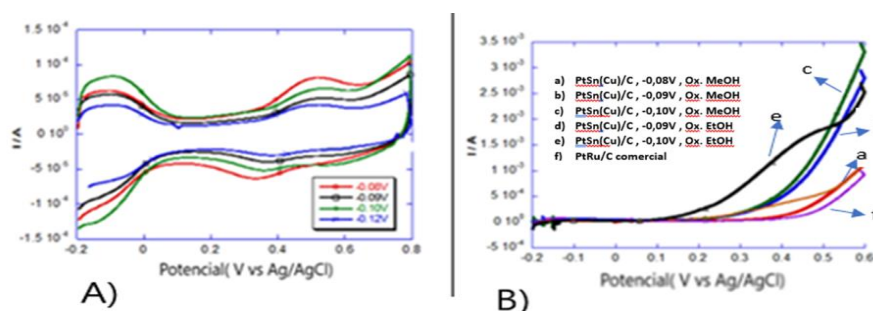 1.5 10⁻⁴
1 10⁻⁴
5 10⁻⁵
0 10⁰
-5 10⁻⁵
-1 10⁻⁴
-1.5 10⁻⁴
I / A
-0.08V
-0.09V
-0.10V
-0.12V
-0.2 0 0.2 0.4 0.6 0.8
Potencial( V vs Ag/AgCl)
A)
3.5 10⁻³
3 10⁻³
2.5 10⁻³
2 10⁻³
1.5 10⁻³
1 10⁻³
5 10⁻⁴
0 10⁰
-5 10⁻⁴
I / A
a) PtSn(Cu)/C , -0,08V , Ox. MeOH
b) PtSn(Cu)/C , -0,09V , Ox. MeOH
c) PtSn(Cu)/C , -0,10V , Ox. MeOH
d) PtSn(Cu)/C , -0,09V , Ox. EtOH
e) PtSn(Cu)/C , -0,10V , Ox. EtOH
f) PtRu/C comercial
c
e
a
-0.2 -0.1 0 0.1 0.2 0.3 0.4 0.5 0.6
Potencial( V vs Ag/AgCl)
B)